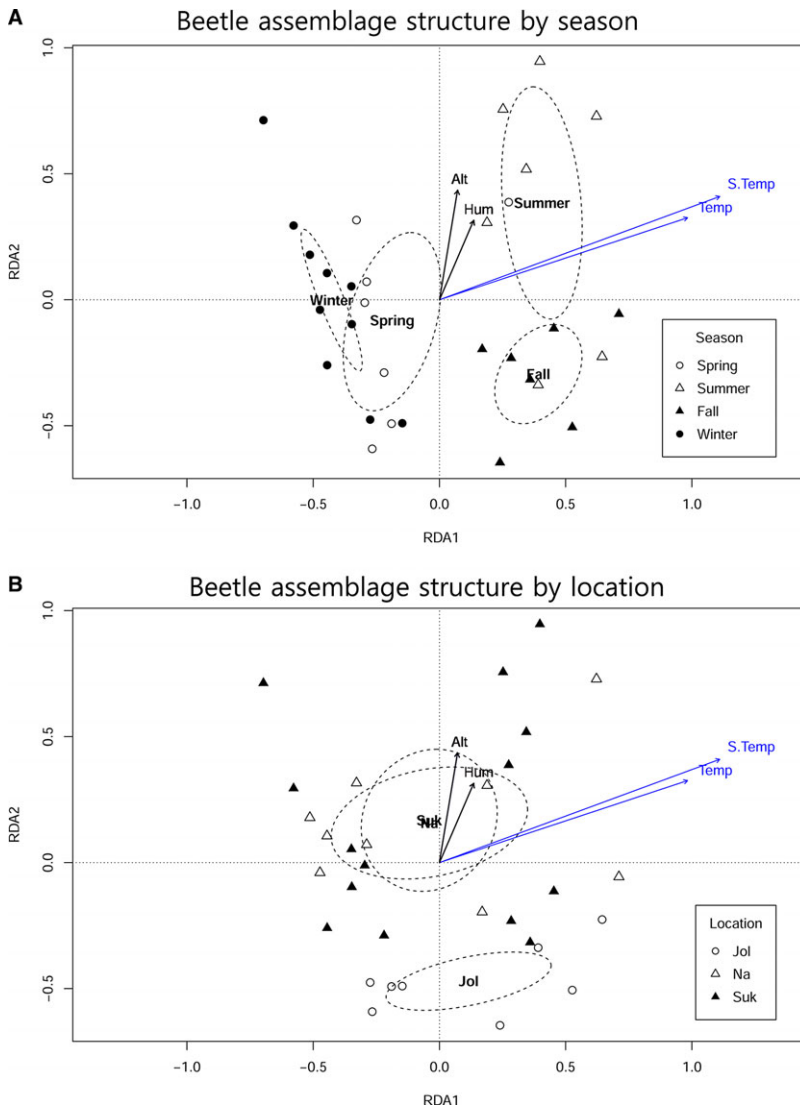 A
Beetle assemblage structure by season
1.0
0.5
0.0
−0.5
RDA2
Alt
Hum
S.Temp
Temp
Summer
Winter
Spring
Fall
Season
Spring
Summer
Fall
Winter
−1.0 −0.5 0.0 0.5 1.0
RDA1
B
Beetle assemblage structure by location
1.0
0.5
0.0
−0.5
RDA2
Alt
Hum
S.Temp
Temp
Suk
Na
Jol
Location
Jol
Na
Suk
−1.0 −0.5 0.0 0.5 1.0
RDA1